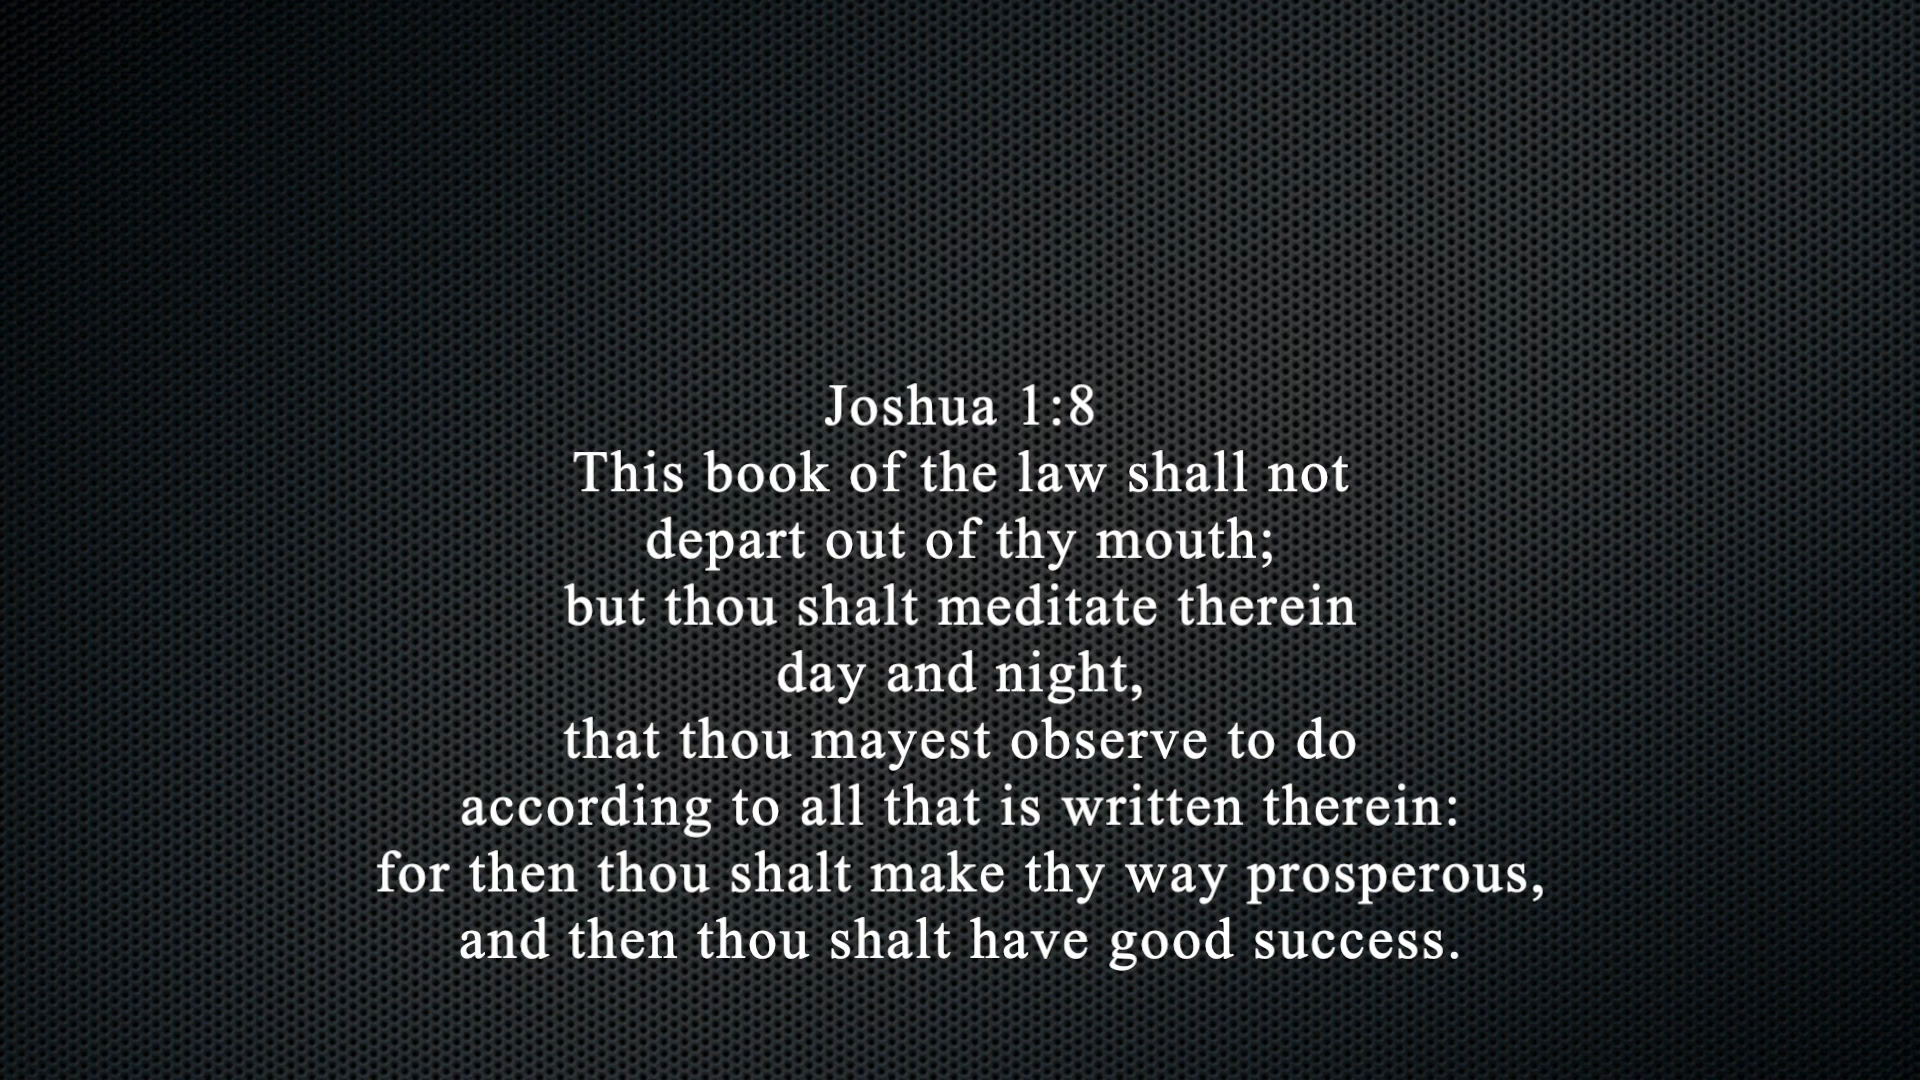 Joshua 1:8
This book of the law shall not
depart out of thy mouth;
but thou shalt meditate therein
day and night,
that thou mayest observe to do
according to all that is written therein:
for then thou shalt make thy way prosperous,
and then thou shalt have good success.